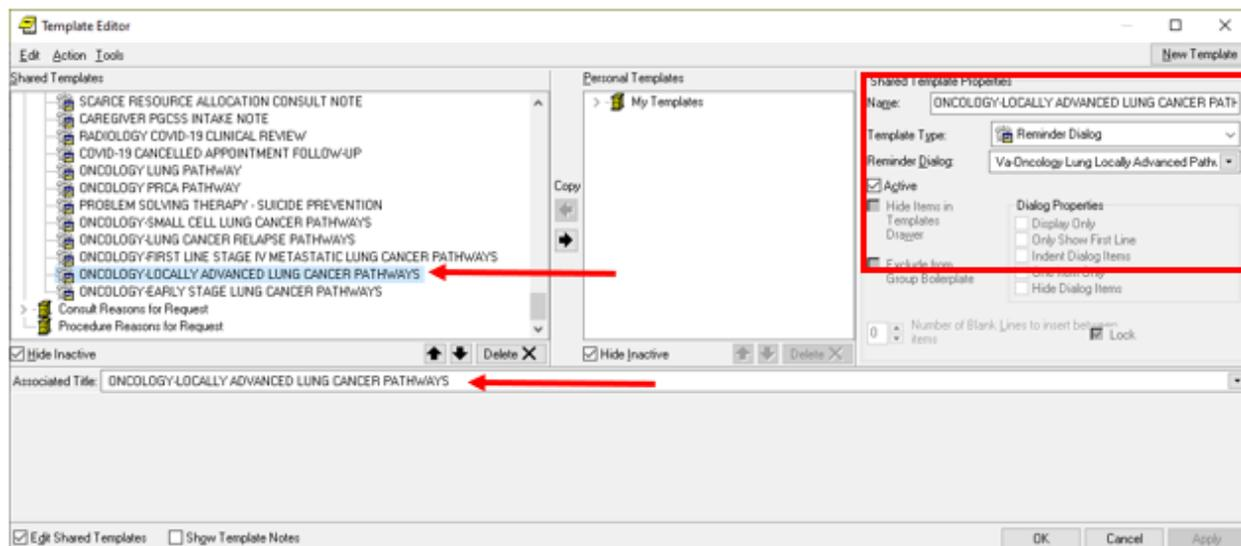 Template Editor
Edit Action Tools
New Template
Shared Templates
SCARCE RESOURCE ALLOCATION CONSULT NOTE
CAREGIVER PGCSS INTAKE NOTE
RADIOLOGY COVID-19 CLINICAL REVIEW
COVID-19 CANCELLED APPOINTMENT FOLLOW-UP
ONCOLOGY LUNG PATHWAY
ONCOLOGY PRCA PATHWAY
PROBLEM SOLVING THERAPY - SUICIDE PREVENTION
ONCOLOGY-SMALL CELL LUNG CANCER PATHWAYS
ONCOLOGY-LUNG CANCER RELAPSE PATHWAYS
ONCOLOGY-FIRST LINE STAGE IV METASTATIC LUNG CANCER PATHWAYS
ONCOLOGY-LOCALLY ADVANCED LUNG CANCER PATHWAYS
ONCOLOGY-EARLY STAGE LUNG CANCER PATHWAYS
Consult Reasons for Request
Procedure Reasons for Request
Hide Inactive
Delete
Copy
Personal Templates
My Templates
Hide Inactive
Delete
Shared Template Properties
Name: ONCOLOGY-LOCALLY ADVANCED LUNG CANCER PATH
Template Type: Reminder Dialog
Reminder Dialog: Va-Oncology Lung Locally Advanced Path.
Active
Hide Items in
Templates
Drawer
Exclude from
Group Boilerplate
Dialog Properties
Display Only
Only Show First Line
Indent Dialog Items
One Item Only
Hide Dialog Items
0 Number of Blank Lines to insert between
items
Lock
Associated Title: ONCOLOGY-LOCALLY ADVANCED LUNG CANCER PATHWAYS
Edit Shared Templates Show Template Notes
OK Cancel Apply